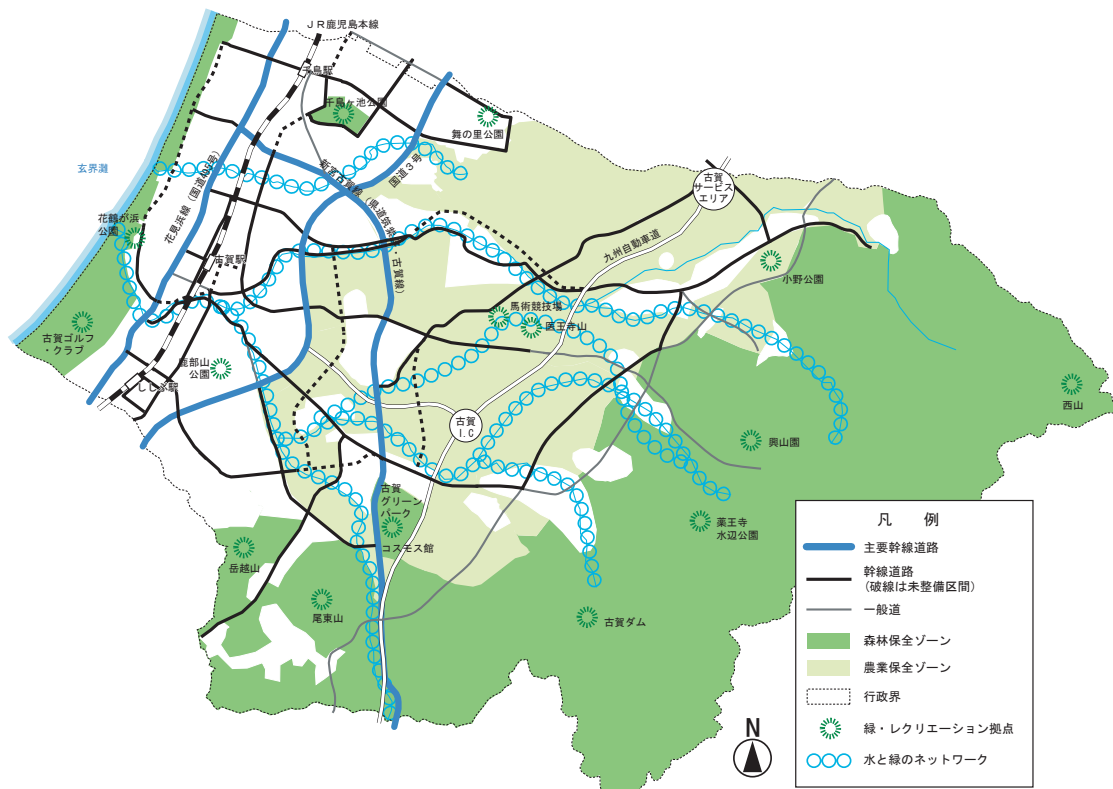 JR鹿児島本線
千鳥駅
千鳥ヶ池公園
舞の里公園
玄界灘
花見浜線(国道495号)
新宮古賀線
(県道筑紫野・古賀線)
国道3号
古賀
サービス
エリア
九州自動車道
花鶴が浜
公園
古賀駅
小野公園
馬術競技場
医王寺山
古賀ゴルフ
・クラブ
鹿部山
公園
ししぶ駅
西山
古賀
I.C
興山園
古賀
グリーン
パーク
コスモス館
薬王寺
水辺公園
岳越山
尾東山
古賀ダム
N
凡 例
主要幹線道路
幹線道路
(破線は未整備区間)
一般道
森林保全ゾーン
農業保全ゾーン
行政界
緑・レクリエーション拠点
水と緑のネットワーク